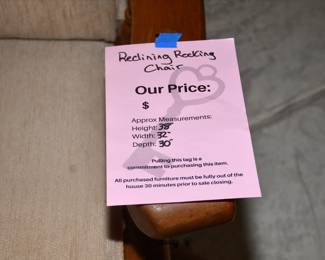 Reclining Rocking
Chair
Our Price:
$
Approx Measurements:
Height: 38"
Width: 32"
Depth: 30"
Pulling this tag is a
commitment to purchasing this item.
All purchased furniture must be fully out of the
house 30 minutes prior to sale closing.